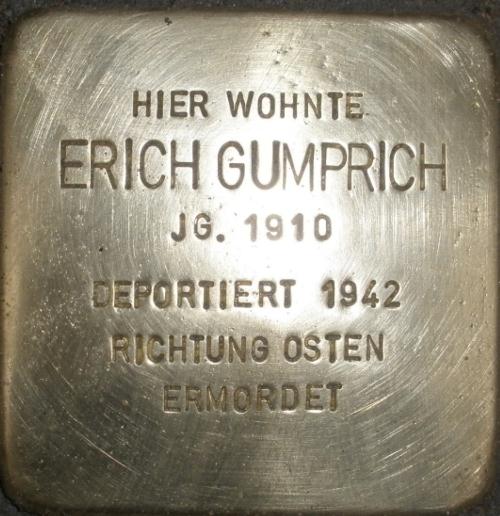 HIER WOHNTE
ERICH GUMPRICH
JG. 1910
DEPORTIERT 1942
RICHTUNG OSTEN
ERMORDET